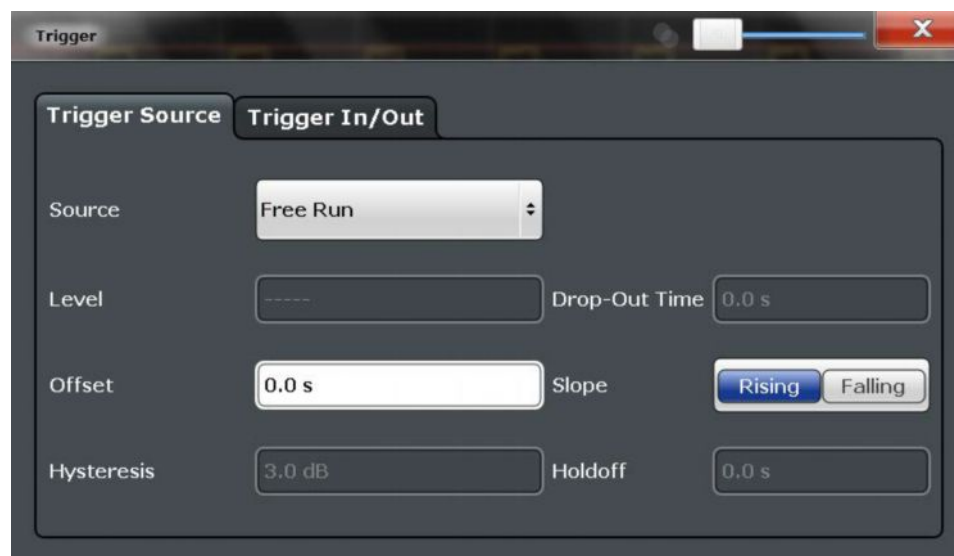 Trigger
X
Trigger Source Trigger In/Out
Source Free Run
Level ----- Drop-Out Time 0.0 s
Offset 0.0 s Slope Rising Falling
Hysteresis 3.0 dB Holdoff 0.0 s